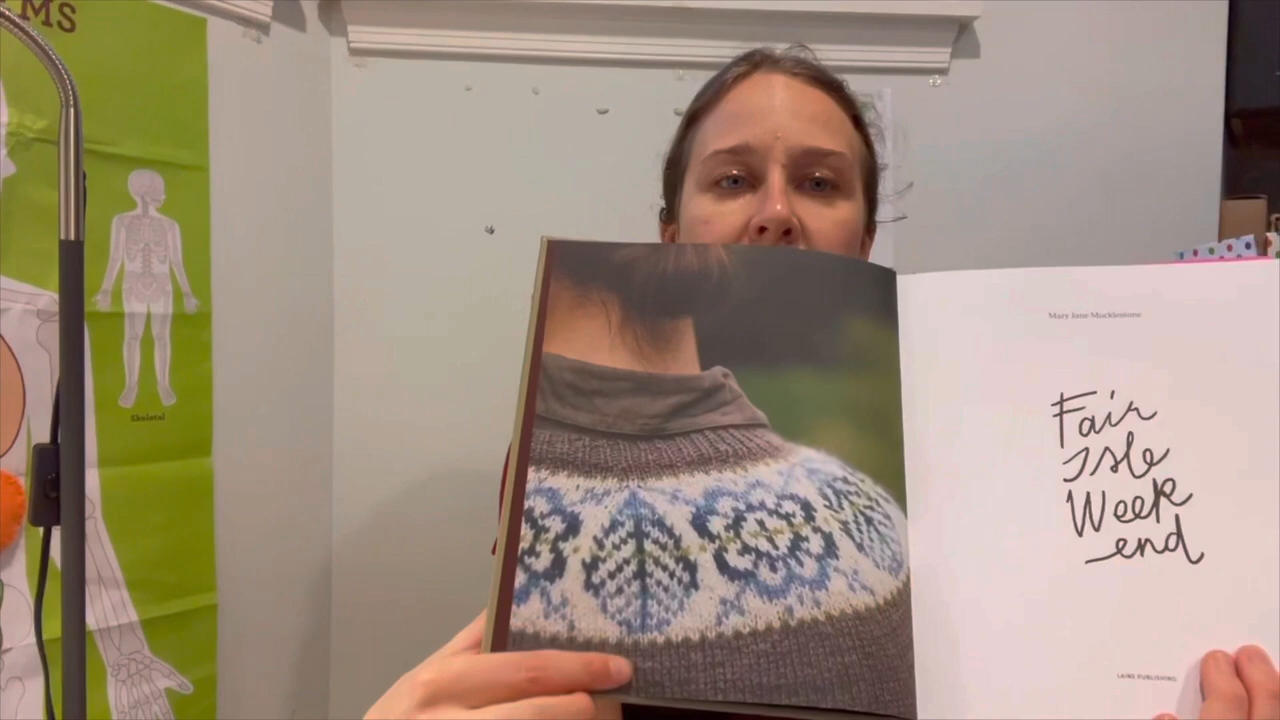 MS
Skeletal
Mary Jane Mucklestone
Fair
Isle
Week
end
LAINE PUBLISHING